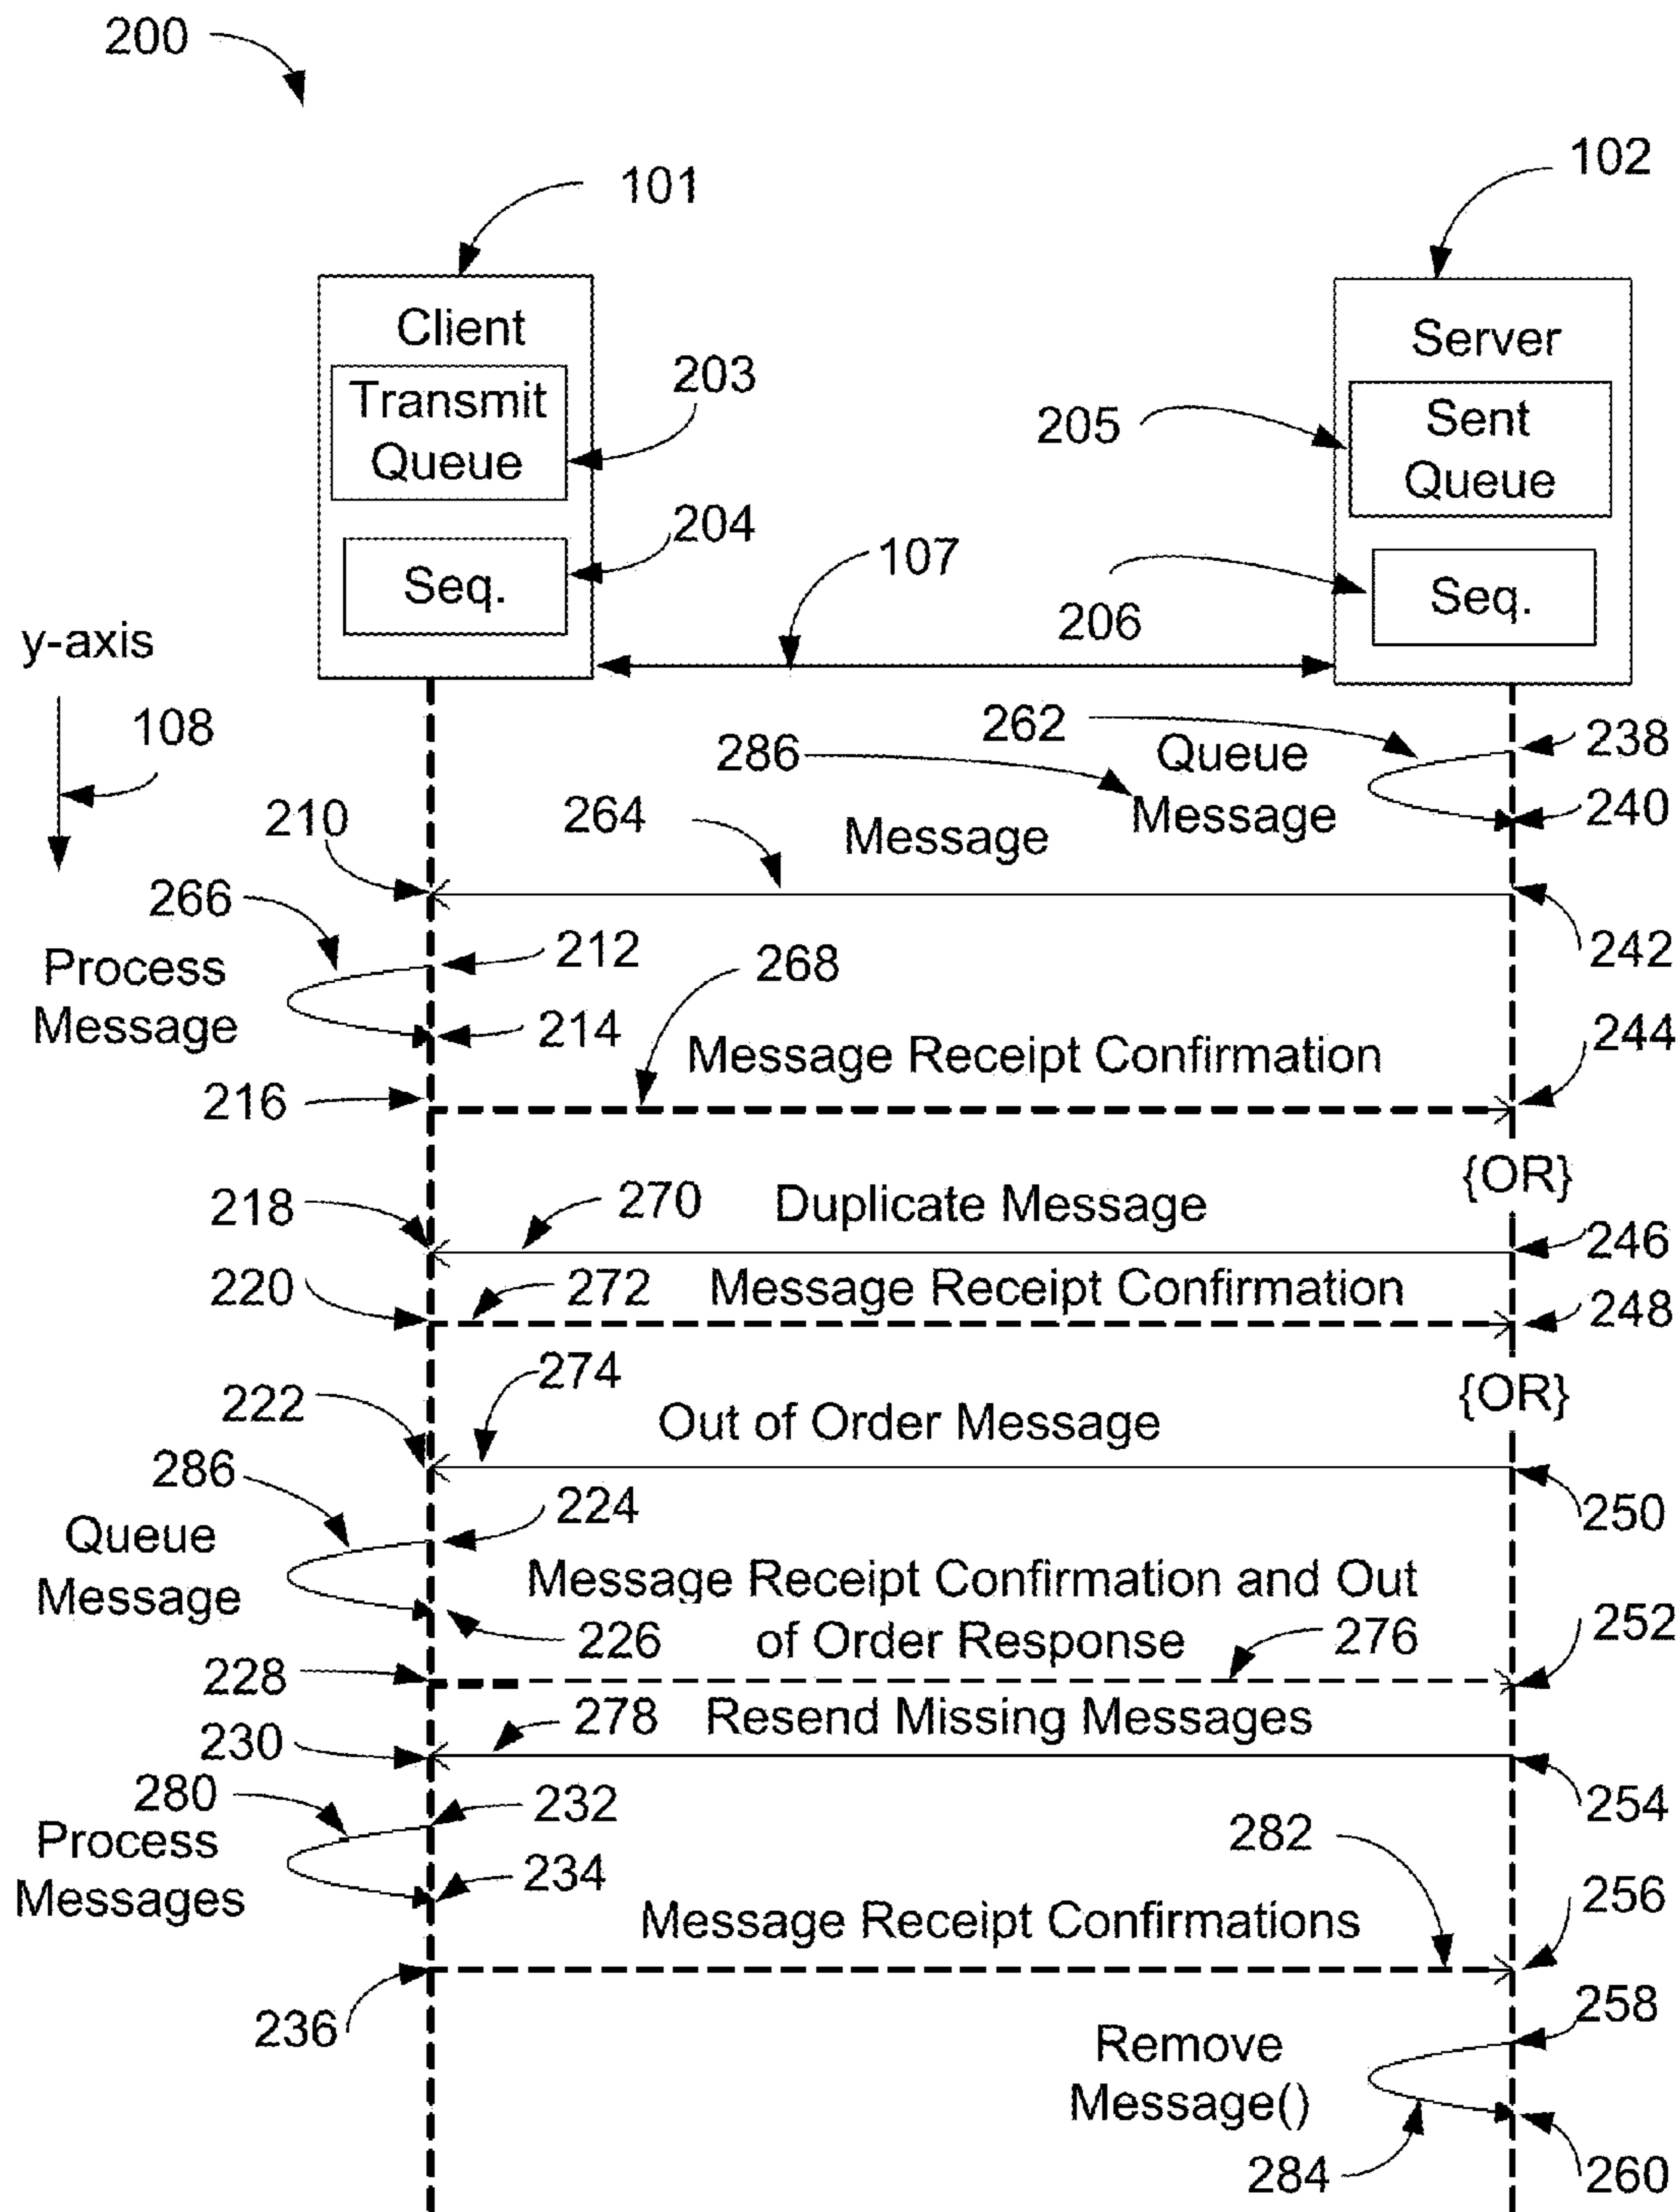 200
101
102
Client
Server
Transmit
Queue
203
205
Sent
Queue
204
Seq.
107
206
Seq.
y-axis
108
262
238
286
Queue
Message
240
210
264
Message
266
212
242
Process
Message
268
214
244
Message Receipt Confirmation
216
{OR}
218
270
Duplicate Message
246
220
272
Message Receipt Confirmation
248
274
{OR}
222
Out of Order Message
286
224
250
Queue
Message
Message Receipt Confirmation and Out
of Order Response
226
276
252
228
278
Resend Missing Messages
230
280
232
254
Process
Messages
282
234
256
Message Receipt Confirmations
236
258
Remove
Message()
284
260